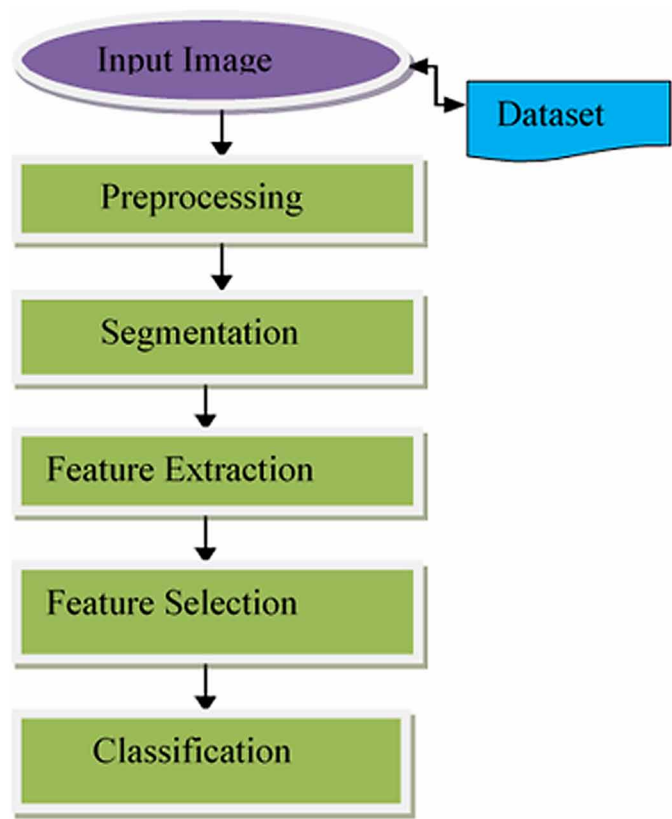 Input Image
Dataset
Preprocessing
Segmentation
Feature Extraction
Feature Selection
Classification